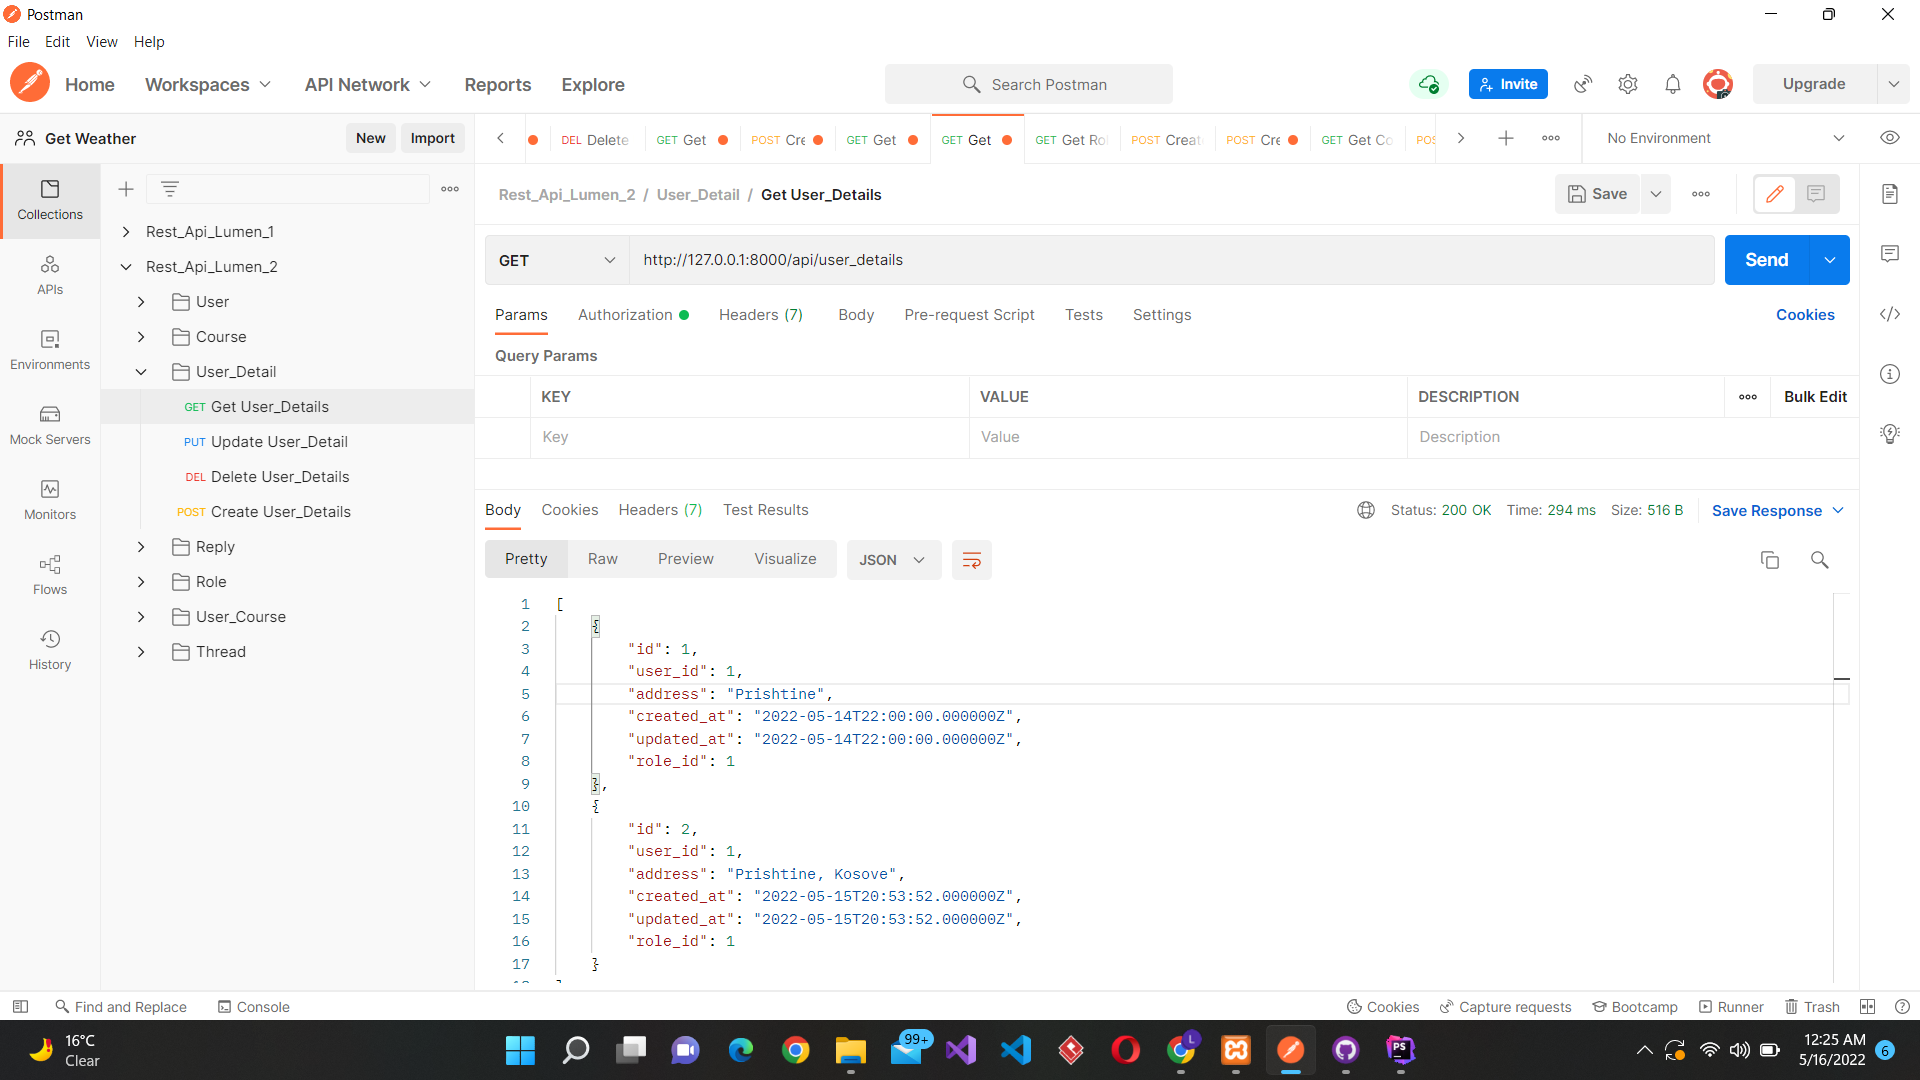 Postman
File Edit View Help
Home Workspaces API Network Reports Explore Search Postman Invite Upgrade
Get Weather New Import
DEL Delete GET Get POST Cre GET Get GET Get GET Get Ro POST Creat POST Cre GET Get Co POS No Environment
Rest_Api_Lumen_2 / User_Detail / Get User_Details Save
Collections
APIs
Environments
Mock Servers
Monitors
Flows
History
Rest_Api_Lumen_1
Rest_Api_Lumen_2
User
Course
User_Detail
GET Get User_Details
PUT Update User_Detail
DEL Delete User_Details
POST Create User_Details
Reply
Role
User_Course
Thread
GET http://127.0.0.1:8000/api/user_details Send
Params Authorization Headers (7) Body Pre-request Script Tests Settings Cookies
Query Params
KEY VALUE DESCRIPTION Bulk Edit
Key Value Description
Body Cookies Headers (7) Test Results Status: 200 OK Time: 294 ms Size: 516 B Save Response
Pretty Raw Preview Visualize JSON
1 [
2 {
3 "id": 1,
4 "user_id": 1,
5 "address": "Prishtine",
6 "created_at": "2022-05-14T22:00:00.000000Z",
7 "updated_at": "2022-05-14T22:00:00.000000Z",
8 "role_id": 1
9 },
10 {
11 "id": 2,
12 "user_id": 1,
13 "address": "Prishtine, Kosove",
14 "created_at": "2022-05-15T20:53:52.000000Z",
15 "updated_at": "2022-05-15T20:53:52.000000Z",
16 "role_id": 1
17 }
Find and Replace Console Cookies Capture requests Bootcamp Runner Trash
16°C
Clear
99+
L
PS
12:25 AM
5/16/2022
6